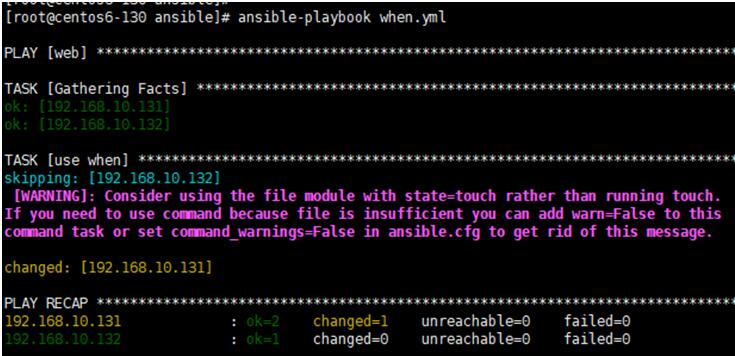 [root@centos6-130 ansible]#
[root@centos6-130 ansible]# ansible-playbook when.yml
PLAY [web] *************************************************************************
TASK [Gathering Facts] *************************************************************
ok: [192.168.10.131]
ok: [192.168.10.132]
TASK [use when] ********************************************************************
skipping: [192.168.10.132]
[WARNING]: Consider using the file module with state=touch rather than running touch.
If you need to use command because file is insufficient you can add warn=False to this
command task or set command_warnings=False in ansible.cfg to get rid of this message.
changed: [192.168.10.131]
PLAY RECAP *************************************************************************
192.168.10.131 : ok=2 changed=1 unreachable=0 failed=0
192.168.10.132 : ok=1 changed=0 unreachable=0 failed=0